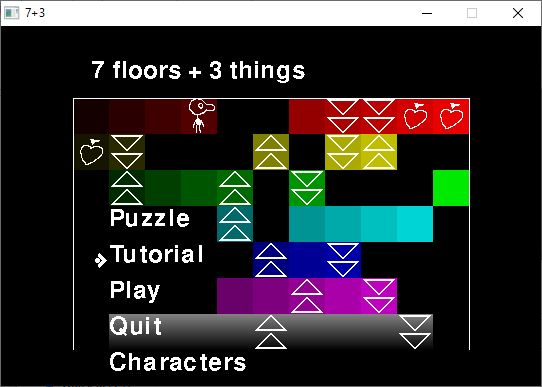 7+3
7 floors + 3 things
Puzzle
Tutorial
Play
Quit
Characters